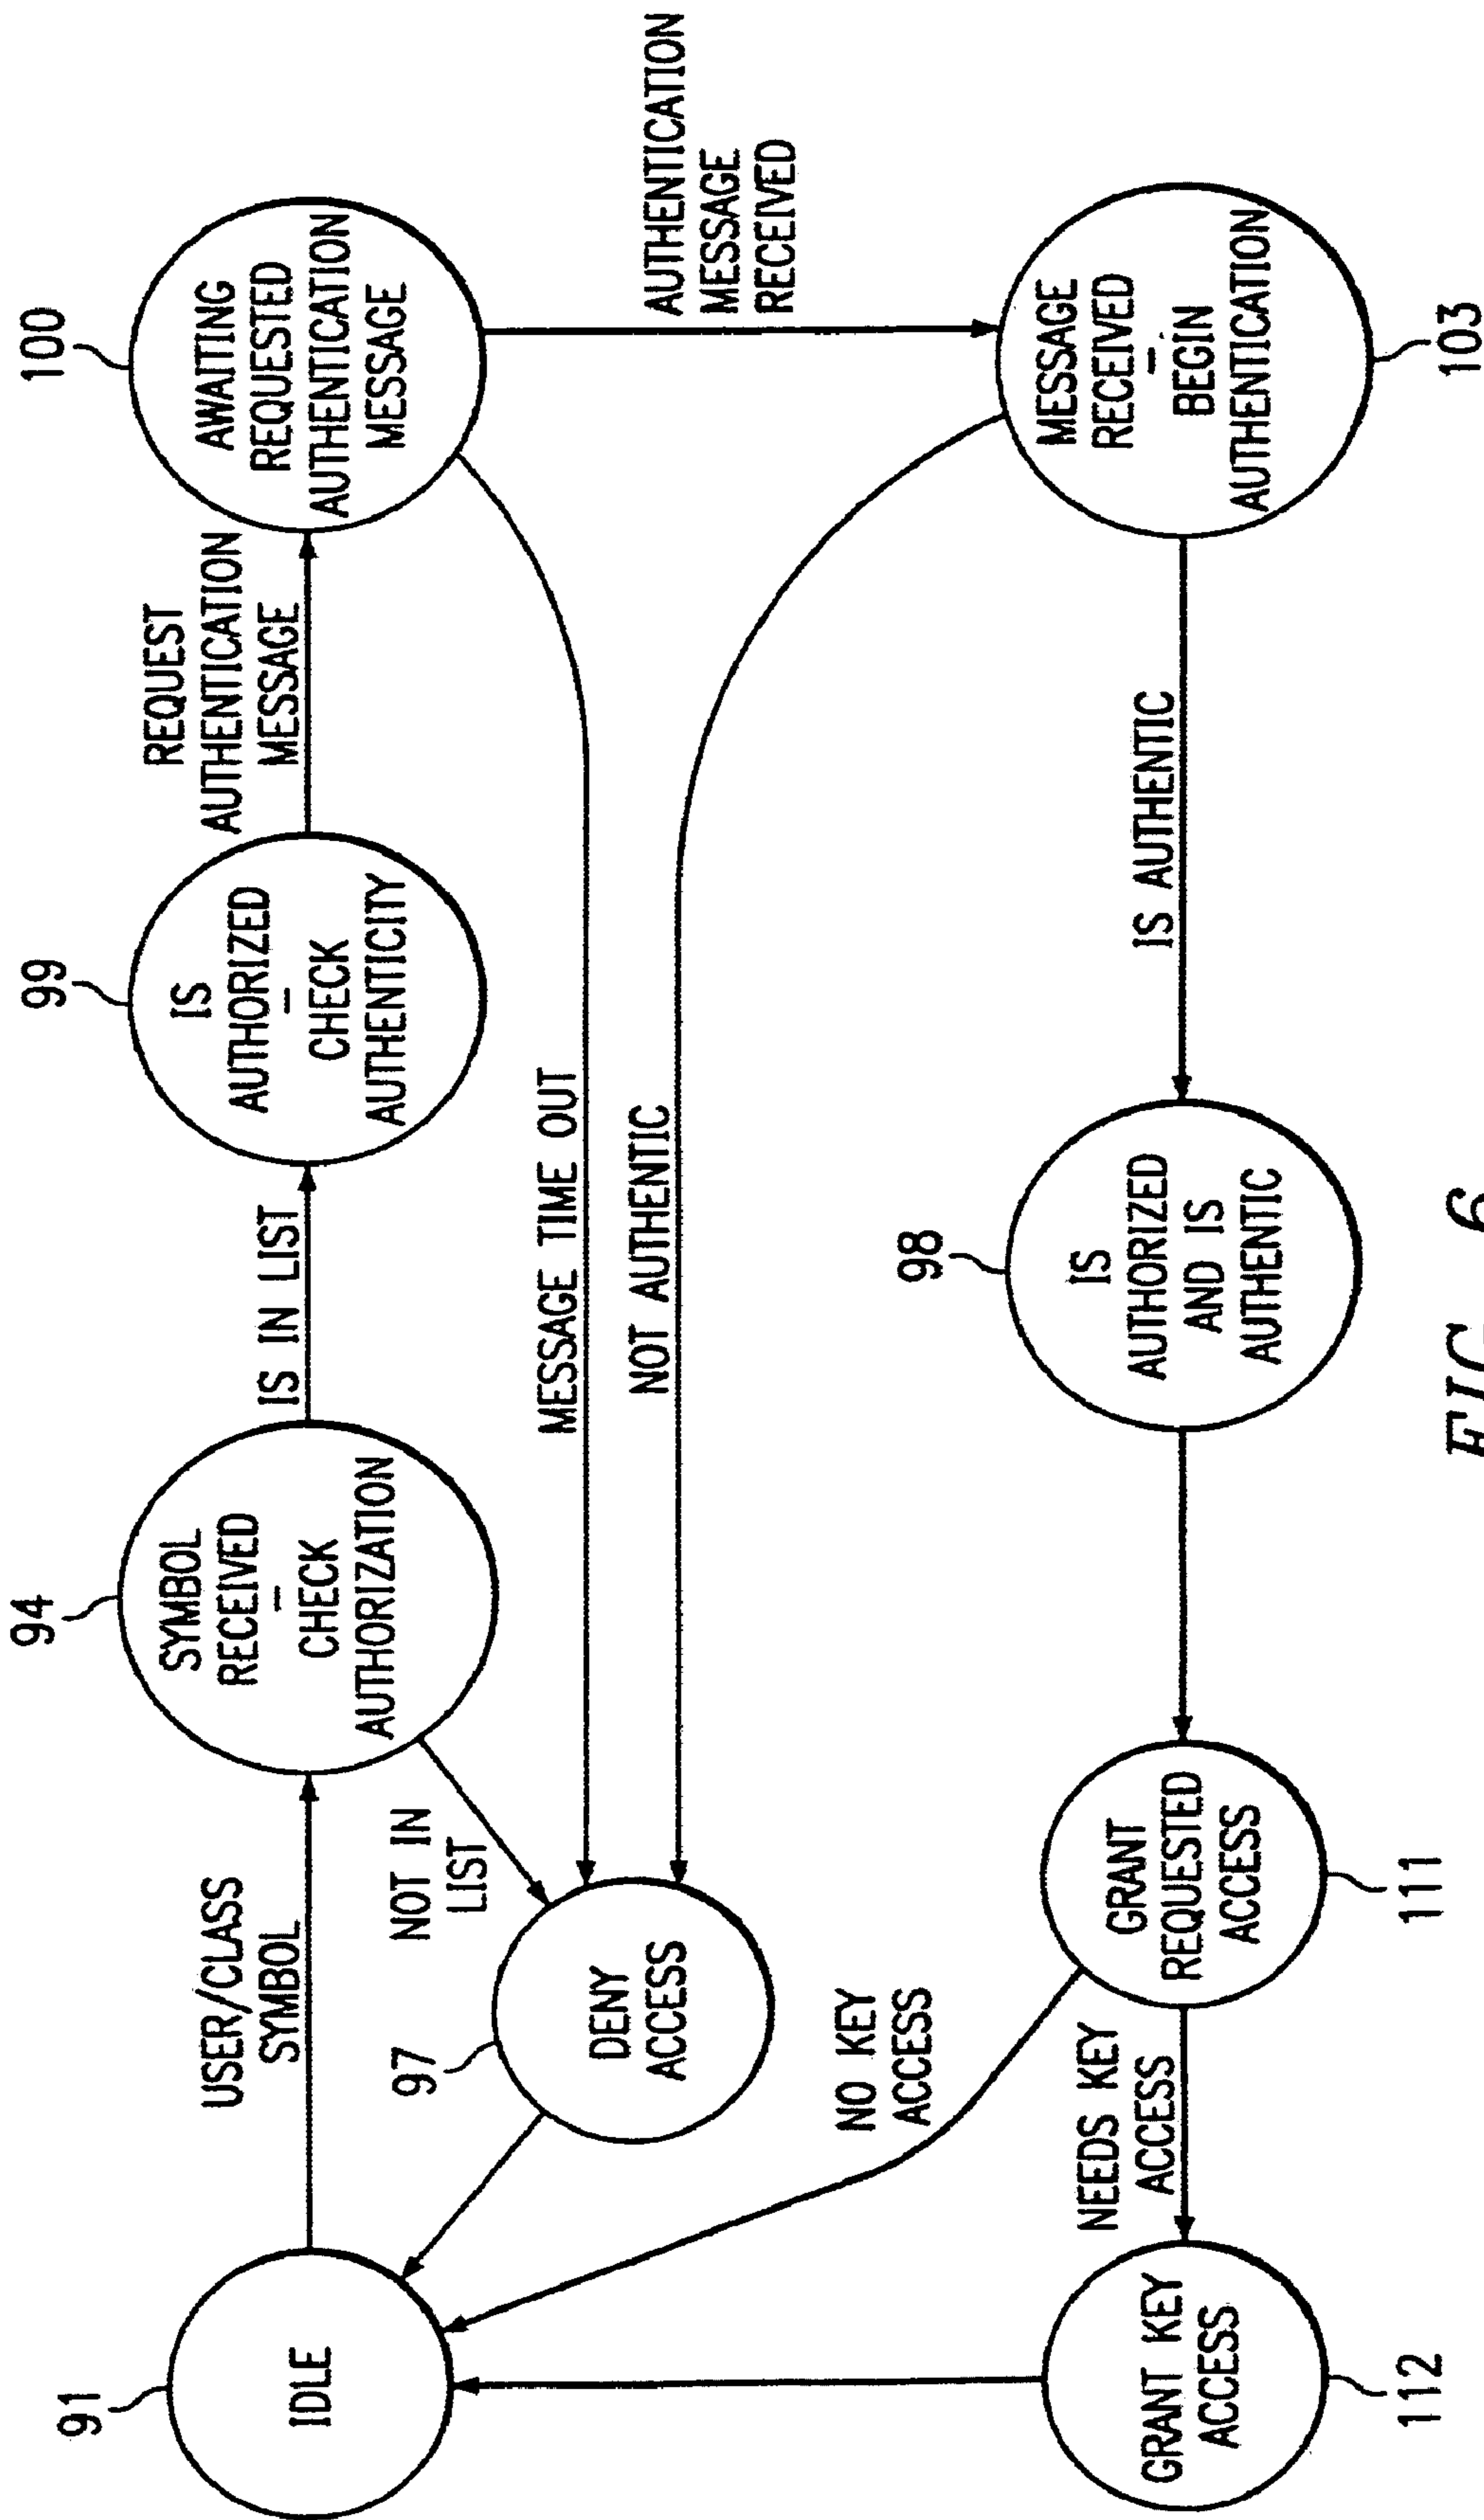 91
IDLE
USER/CLASS
SYMBOL
94
SYMBOL
RECEIVED
–
CHECK
AUTHORIZATION
IS IN LIST
99
IS
AUTHORIZED
–
CHECK
AUTHENTICITY
REQUEST
AUTHENTICATION
MESSAGE
100
AWAITING
REQUESTED
AUTHENTICATION
MESSAGE
NOT IN
LIST
97
DENY
ACCESS
MESSAGE TIME OUT
NOT AUTHENTIC
AUTHENTICATION
MESSAGE
RECEIVED
NO KEY
ACCESS
112
GRANT KEY
ACCESS
NEEDS KEY
ACCESS
111
GRANT
REQUESTED
ACCESS
98
IS
AUTHORIZED
AND IS
AUTHENTIC
IS AUTHENTIC
103
MESSAGE
RECEIVED
–
BEGIN
AUTHENTICATION
FIG. 6